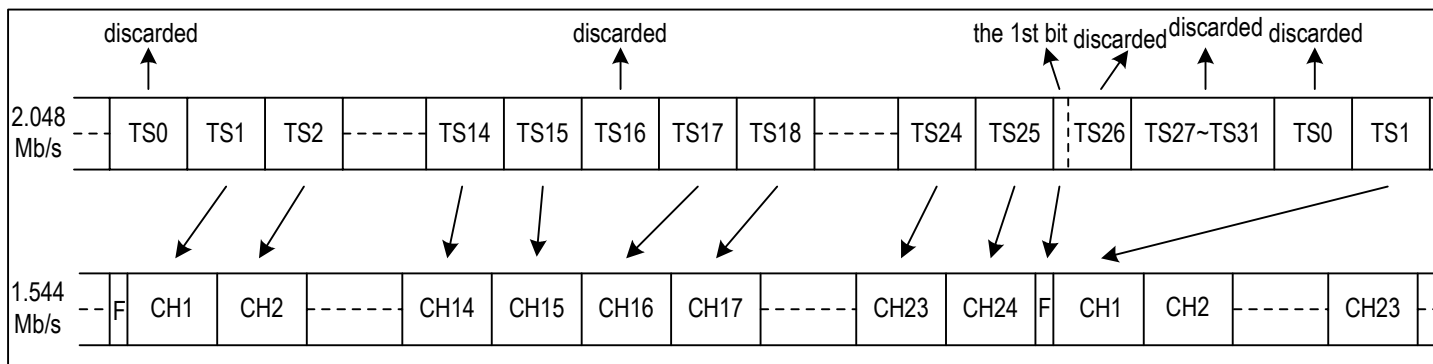 discarded discarded the 1st bit discarded discarded discarded
2.048
Mb/s
TS0 TS1 TS2 TS14 TS15 TS16 TS17 TS18 TS24 TS25 TS26 TS27~TS31 TS0 TS1
1.544
Mb/s
F CH1 CH2 CH14 CH15 CH16 CH17 CH23 CH24 F CH1 CH2 CH23